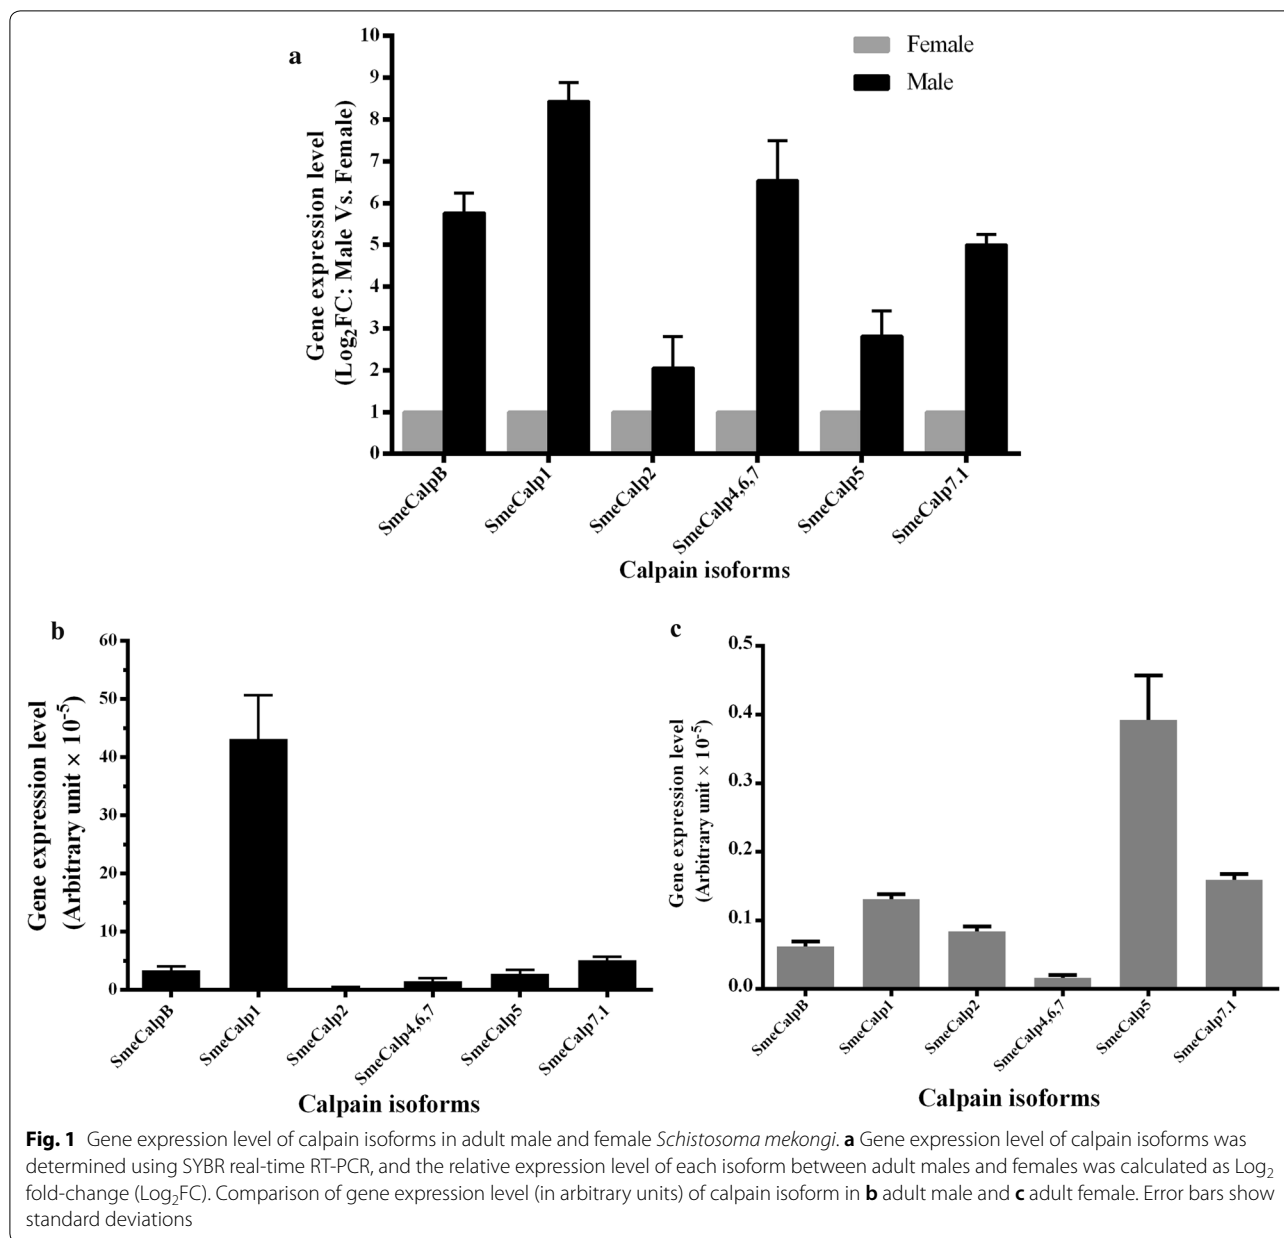 a
Female
Male
Gene expression level
(Log₂FC: Male Vs. Female)
10
9
8
7
6
5
4
3
2
1
0
SmeCalpB
SmeCalp1
SmeCalp2
SmeCalp4,6,7
SmeCalp5
SmeCalp7.1
Calpain isoforms
b
Gene expression level
(Arbitrary unit × 10⁻⁵)
60
50
40
30
20
10
0
SmeCalpB
SmeCalp1
SmeCalp2
SmeCalp4,6,7
SmeCalp5
SmeCalp7.1
Calpain isoforms
c
Gene expression level
(Arbitrary unit × 10⁻⁵)
0.5
0.4
0.3
0.2
0.1
0.0
SmeCalpB
SmeCalp1
SmeCalp2
SmeCalp4,6,7
SmeCalp5
SmeCalp7.1
Calpain isoforms
Fig. 1 Gene expression level of calpain isoforms in adult male and female Schistosoma mekongi. a Gene expression level of calpain isoforms was
determined using SYBR real-time RT-PCR, and the relative expression level of each isoform between adult males and females was calculated as Log₂
fold-change (Log₂FC). Comparison of gene expression level (in arbitrary units) of calpain isoform in b adult male and c adult female. Error bars show
standard deviations